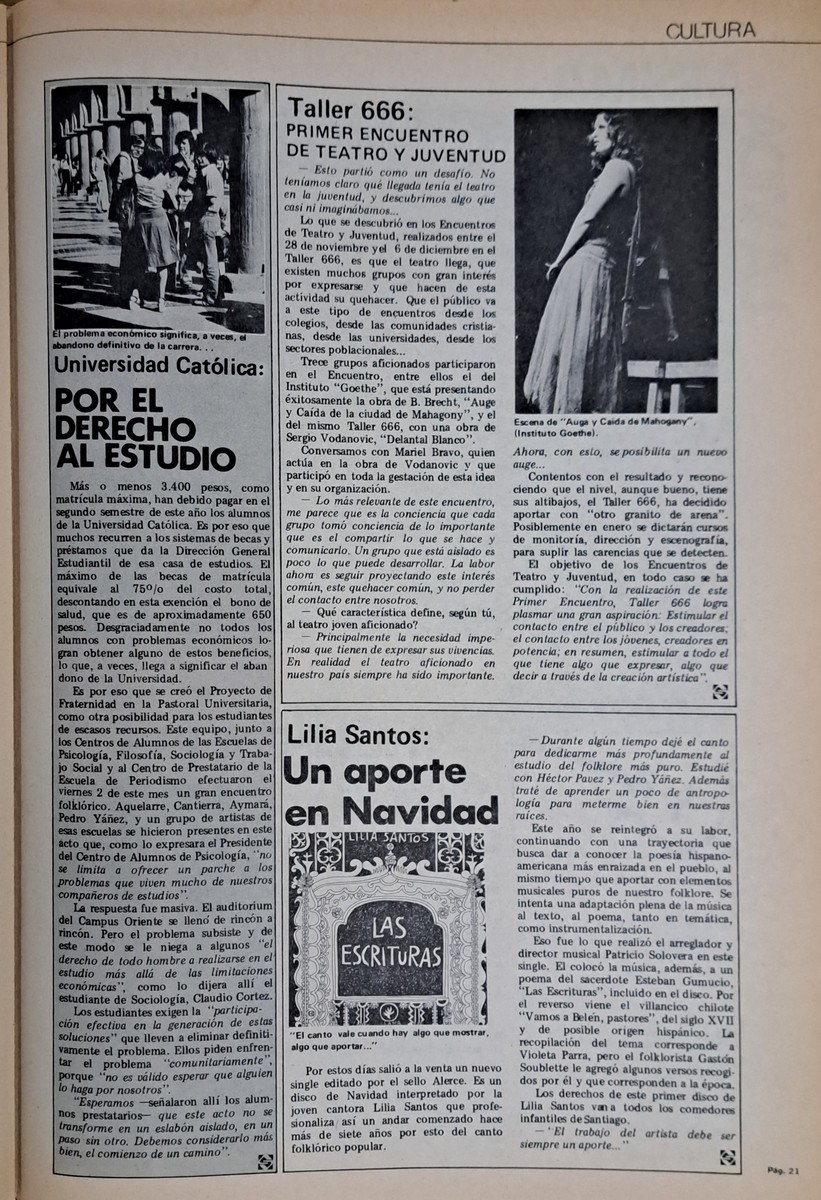 CULTURA
El problema económico significa, a veces, el
abandono definitivo de la carrera. . .
Universidad Católica:
POR EL
DERECHO
AL ESTUDIO
Más o menos 3.400 pesos, como
matrícula máxima, han debido pagar en el
segundo semestre de este año los alumnos
de la Universidad Católica. Es por eso que
muchos recurren a los sistemas de becas y
préstamos que da la Dirección General
Estudiantil de esa casa de estudios. El
máximo de las becas de matrícula
equivale al 75% del costo total,
descontando en esta exención el bono de
salud, que es de aproximadamente 650
pesos. Desgraciadamente no todos los
alumnos con problemas económicos lo-
gran obtener alguno de estos beneficios,
lo que, a veces, llega a significar el aban
dono de la Universidad.
Es por eso que se creó el Proyecto de
Fraternidad en la Pastoral Universitaria,
como otra posibilidad para los estudiantes
de escasos recursos. Este equipo, junto a
los Centros de Alumnos de las Escuelas de
Psicología, Filosofía, Sociología y Traba-
jo Social y al Centro de Prestatario de la
Escuela de Periodismo efectuaron el
viernes 2 de este mes un gran encuentro
folklórico. Aquelarre, Cantierra, Aymará,
Pedro Yáñez, y un grupo de artistas de
esas escuelas se hicieron presentes en este
acto que, como lo expresara el Presidente
del Centro de Alumnos de Psicología, "no
se limita a ofrecer un parche a los
problemas que viven mucho de nuestros
compañeros de estudios".
La respuesta fue masiva. El auditorium
del Campus Oriente se llenó de rincón a
rincón. Pero el problema subsiste y de
este modo se le niega a algunos "el
derecho de todo hombre a realizarse en el
estudio más allá de las limitaciones
económicas", como lo dijera allí el
estudiante de Sociología, Claudio Cortez.
Los estudiantes exigen la "participa-
ción efectiva en la generación de estas
soluciones" que lleven a eliminar definiti-
vamente el problema. Ellos piden enfren-
tar el problema "comunitariamente",
porque "no es válido esperar que alguien
lo haga por nosotros".
"Esperamos —señalaron allí los alum-
nos prestatarios— que este acto no se
transforme en un eslabón aislado, en un
paso sin otro. Debemos considerarlo más
bien, el comienzo de un camino".
Taller 666:
PRIMER ENCUENTRO
DE TEATRO Y JUVENTUD
— Esto partió como un desafío. No
teníamos claro qué llegada tenía el teatro
en la juventud, y descubrimos algo que
casi ni imaginábamos...
Lo que se descubrió en los Encuentros
de Teatro y Juventud, realizados entre el
28 de noviembre yel 6 de diciembre en el
Taller 666, es que el teatro llega, que
existen muchos grupos con gran interés
por expresarse y que hacen de esta
actividad su quehacer. Que el público va
a este tipo de encuentros desde los
colegios, desde las comunidades cristia-
nas, desde las universidades, desde los
sectores poblacionales...
Trece grupos aficionados participaron
en el Encuentro, entre ellos el del
Instituto "Goethe", que está presentando
éxitosamente la obra de B. Brecht, "Auge
y Caída de la ciudad de Mahagony", y el
del mismo Taller 666, con una obra de
Sergio Vodanovic, "Delantal Blanco".
Conversamos con Mariel Bravo, quien
actúa en la obra de Vodanovic y que
participó en toda la gestación de esta idea
y en su organización.
— Lo más relevante de este encuentro,
me parece que es la conciencia que cada
grupo tomó conciencia de lo importante
que es el compartir lo que se hace y
comunicarlo. Un grupo que está aislado es
poco lo que puede desarrollar. La labor
ahora es seguir proyectando este interés
común, este quehacer común, y no perder
el contacto entre nosotros.
— Qué característica define, según tú,
al teatro joven aficionado?
— Principalmente la necesidad impe-
riosa que tienen de expresar sus vivencias.
En realidad el teatro aficionado en
nuestro país siempre ha sido importante.
Escena de "Auga y Caida de Mahogany",
(Instituto Goethe).
Ahora, con esto, se posibilita un nuevo
auge...
Contentos con el resultado y recono-
ciendo que el nivel, aunque bueno, tiene
sus altibajos, el Taller 666, ha decidido
aportar con "otro granito de arena".
Posiblemente en enero se dictarán cursos
de monitoría, dirección y escenografía,
para suplir las carencias que se detecten.
El objetivo de los Encuentros de
Teatro y Juventud, en todo caso se ha
cumplido: "Con la realización de este
Primer Encuentro, Taller 666 logra
plasmar una gran aspiración: Estimular el
contacto entre el público y los creadores;
el contacto entre los jóvenes, creadores en
potencia; en resumen, estimular a todo el
que tiene algo que expresar, algo que
decir a través de la creación artística".
Lilia Santos:
Un aporte
en Navidad
LILIA SANTOS
LAS
ESCRITURAS
"El canto vale cuando hay algo que mostrar,
algo que aportar..."
Por estos días salió a la venta un nuevo
single editado por el sello Alerce. Es un
disco de Navidad interpretado por la
joven cantora Lilia Santos que profe-
sionaliza así un andar comenzado hace
más de siete años por esto del canto
folklórico popular.
— Durante algún tiempo dejé el canto
para dedicarme más profundamente al
estudio del folklore más puro. Estudié
con Héctor Pavez y Pedro Yáñez. Además
traté de aprender un poco de antropo-
logía para meterme bien en nuestras
raíces.
Este año se reintegró a su labor,
continuando con una trayectoria que
busca dar a conocer la poesía hispano-
americana más enraizada en el pueblo, al
mismo tiempo que aportar con elementos
musicales puros de nuestro folklore. Se
intenta una adaptación plena de la música
al texto, al poema, tanto en temática,
como instrumentalización.
Eso fue lo que realizó el arreglador y
director musical Patricio Solovera en este
single. El colocó la música, además, a un
poema del sacerdote Esteban Gumucio,
"Las Escrituras", incluido en el disco. Por
el reverso viene el villancico chilote
"Vamos a Belén, pastores", del siglo XVII
y de posible origen hispánico. La
recopilación del tema corresponde a
Violeta Parra, pero el folklorista Gastón
Soublette le agregó algunos versos recogi-
dos por él y que corresponden a la época.
Los derechos de este primer disco de
Lilia Santos van a todos los comedores
infantiles de Santiago.
— "El trabajo del artista debe ser
siempre un aporte..."
Pág. 21